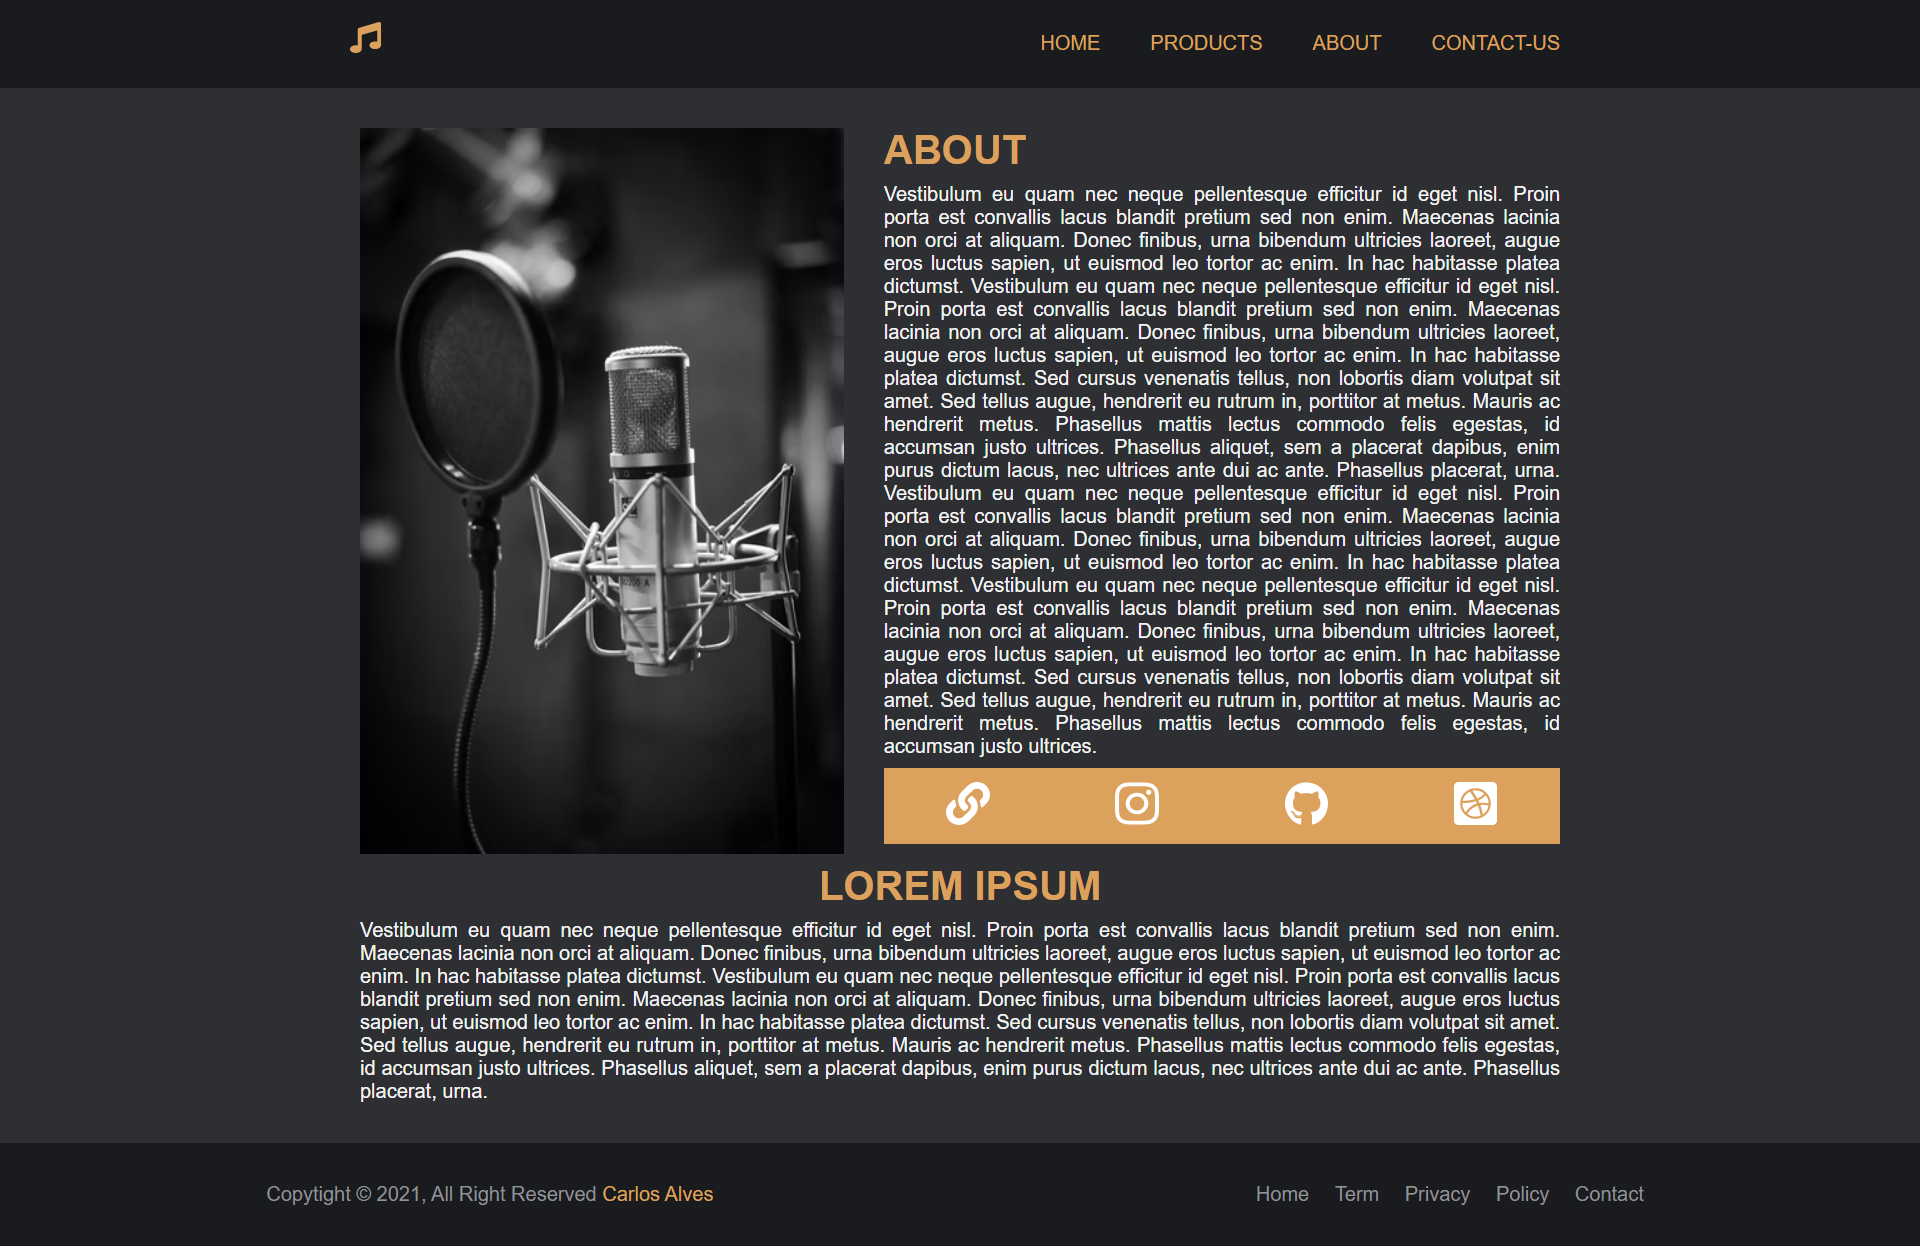 HOME PRODUCTS ABOUT CONTACT-US
ABOUT
Vestibulum eu quam nec neque pellentesque efficitur id eget nisl. Proin
porta est convallis lacus blandit pretium sed non enim. Maecenas lacinia
non orci at aliquam. Donec finibus, urna bibendum ultricies laoreet, augue
eros luctus sapien, ut euismod leo tortor ac enim. In hac habitasse platea
dictumst. Vestibulum eu quam nec neque pellentesque efficitur id eget nisl.
Proin porta est convallis lacus blandit pretium sed non enim. Maecenas
lacinia non orci at aliquam. Donec finibus, urna bibendum ultricies laoreet,
augue eros luctus sapien, ut euismod leo tortor ac enim. In hac habitasse
platea dictumst. Sed cursus venenatis tellus, non lobortis diam volutpat sit
amet. Sed tellus augue, hendrerit eu rutrum in, porttitor at metus. Mauris ac
hendrerit metus. Phasellus mattis lectus commodo felis egestas, id
accumsan justo ultrices. Phasellus aliquet, sem a placerat dapibus, enim
purus dictum lacus, nec ultrices ante dui ac ante. Phasellus placerat, urna.
Vestibulum eu quam nec neque pellentesque efficitur id eget nisl. Proin
porta est convallis lacus blandit pretium sed non enim. Maecenas lacinia
non orci at aliquam. Donec finibus, urna bibendum ultricies laoreet, augue
eros luctus sapien, ut euismod leo tortor ac enim. In hac habitasse platea
dictumst. Vestibulum eu quam nec neque pellentesque efficitur id eget nisl.
Proin porta est convallis lacus blandit pretium sed non enim. Maecenas
lacinia non orci at aliquam. Donec finibus, urna bibendum ultricies laoreet,
augue eros luctus sapien, ut euismod leo tortor ac enim. In hac habitasse
platea dictumst. Sed cursus venenatis tellus, non lobortis diam volutpat sit
amet. Sed tellus augue, hendrerit eu rutrum in, porttitor at metus. Mauris ac
hendrerit metus. Phasellus mattis lectus commodo felis egestas, id
accumsan justo ultrices.
LOREM IPSUM
Vestibulum eu quam nec neque pellentesque efficitur id eget nisl. Proin porta est convallis lacus blandit pretium sed non enim.
Maecenas lacinia non orci at aliquam. Donec finibus, urna bibendum ultricies laoreet, augue eros luctus sapien, ut euismod leo tortor ac
enim. In hac habitasse platea dictumst. Vestibulum eu quam nec neque pellentesque efficitur id eget nisl. Proin porta est convallis lacus
blandit pretium sed non enim. Maecenas lacinia non orci at aliquam. Donec finibus, urna bibendum ultricies laoreet, augue eros luctus
sapien, ut euismod leo tortor ac enim. In hac habitasse platea dictumst. Sed cursus venenatis tellus, non lobortis diam volutpat sit amet.
Sed tellus augue, hendrerit eu rutrum in, porttitor at metus. Mauris ac hendrerit metus. Phasellus mattis lectus commodo felis egestas,
id accumsan justo ultrices. Phasellus aliquet, sem a placerat dapibus, enim purus dictum lacus, nec ultrices ante dui ac ante. Phasellus
placerat, urna.
Copytight © 2021, All Right Reserved Carlos Alves
Home Term Privacy Policy Contact